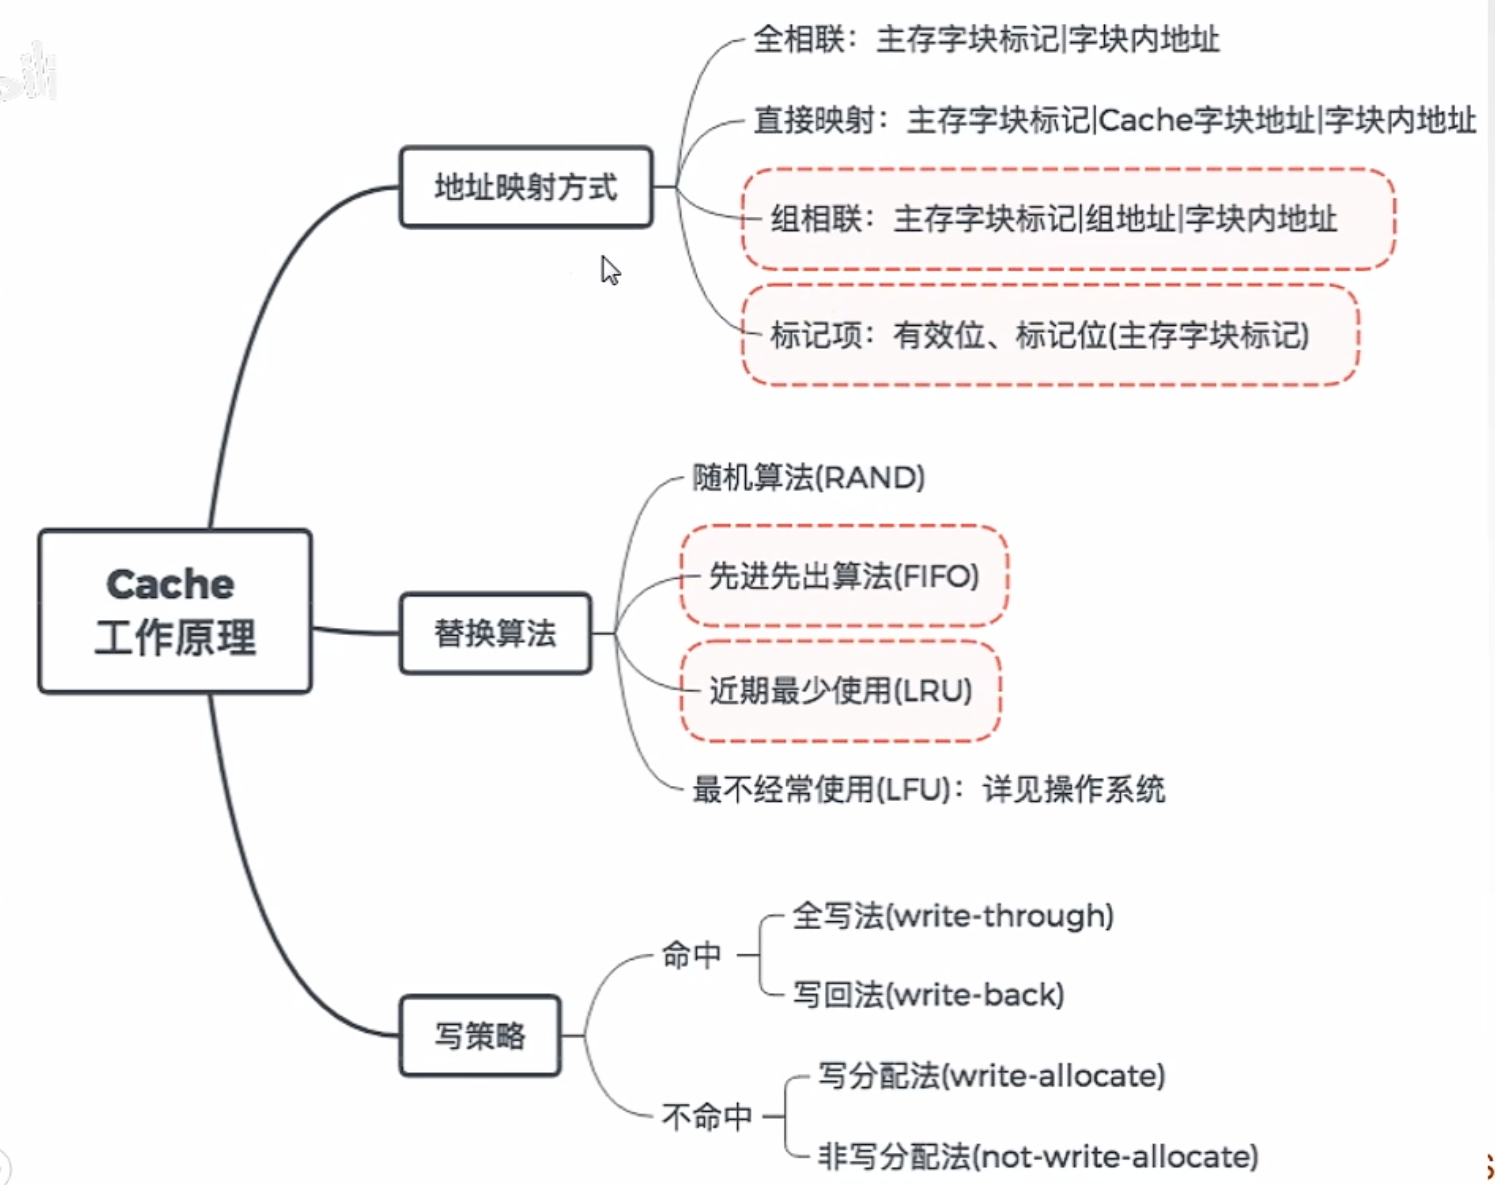 全相联：主存字块标记|字块内地址
直接映射：主存字块标记|Cache字块地址|字块内地址
地址映射方式
组相联：主存字块标记|组地址|字块内地址
标记项：有效位、标记位(主存字块标记)
随机算法(RAND)
先进先出算法(FIFO)
Cache
工作原理
替换算法
近期最少使用(LRU)
最不经常使用(LFU)：详见操作系统
全写法(write-through)
命中
写回法(write-back)
写策略
写分配法(write-allocate)
不命中
非写分配法(not-write-allocate)